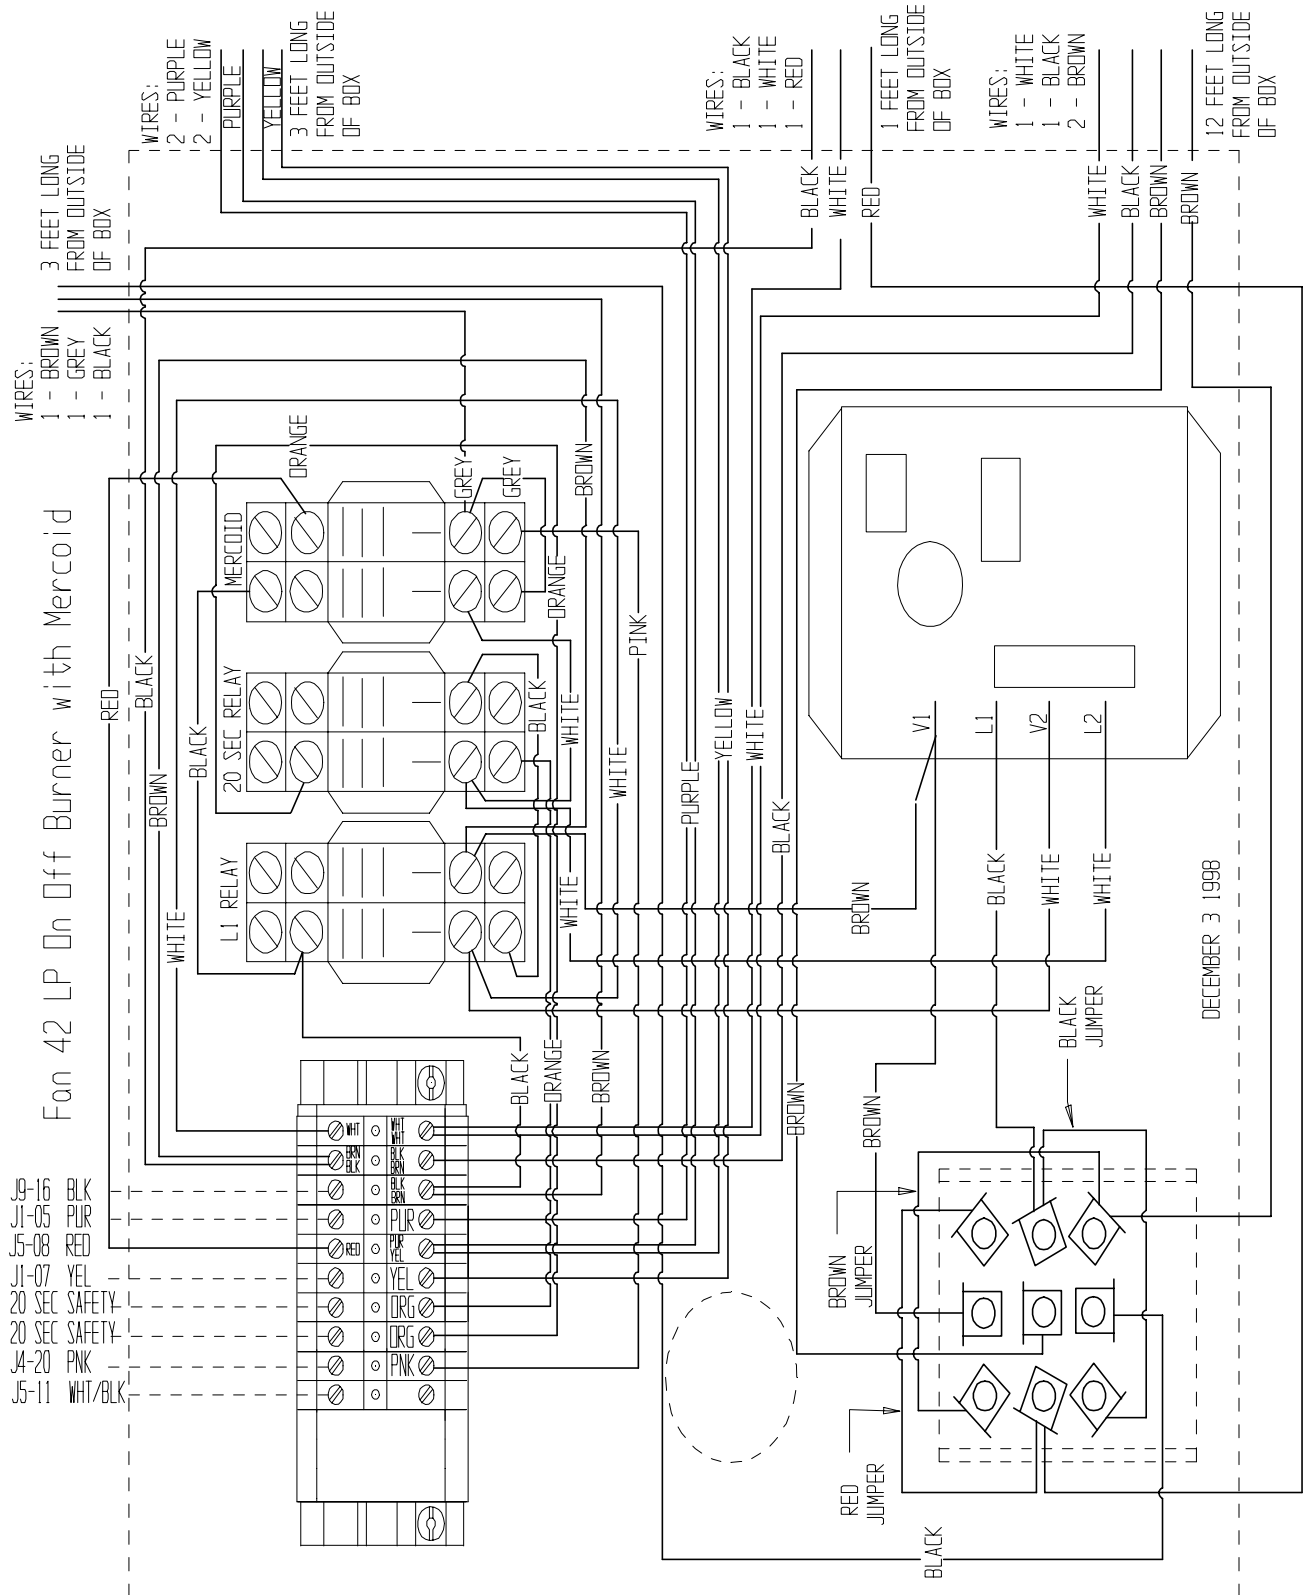 Fan 42 LP On Off Burner with Mercoid
WIRES:
1 - BROWN
1 - GREY
1 - BLACK
3 FEET LONG
FROM OUTSIDE
OF BOX
WIRES:
2 - PURPLE
2 - YELLOW
PURPLE
YELLOW
3 FEET LONG
FROM OUTSIDE
OF BOX
WIRES:
1 - BLACK
1 - WHITE
1 - RED
1 FEET LONG
FROM OUTSIDE
OF BOX
WIRES:
1 - WHITE
1 - BLACK
2 - BROWN
12 FEET LONG
FROM OUTSIDE
OF BOX
BLACK
WHITE
RED
WHITE
BLACK
BROWN
BROWN
RED
BLACK
BROWN
WHITE
BLACK
ORANGE
MERCOID
GREY
GREY
BROWN
ORANGE
PINK
20 SEC RELAY
BLACK
WHITE
WHITE
YELLOW
WHITE
PURPLE
BLACK
L1 RELAY
WHITE
BROWN
V1
L1
V2
L2
BLACK
WHITE
WHITE
BLACK
ORANGE
BROWN
BROWN
BROWN
BLACK
JUMPER
BROWN
JUMPER
RED
JUMPER
BLACK
DECEMBER 3 1998
WHT
WHT
WHT
BRN
BLK
BLK
BRN
J9-16 BLK
BLK
BRN
J1-05 PUR
PUR
J5-08 RED
RED
PUR
YEL
J1-07 YEL
YEL
20 SEC SAFETY
ORG
20 SEC SAFETY
ORG
J4-20 PNK
PNK
J5-11 WHT/BLK